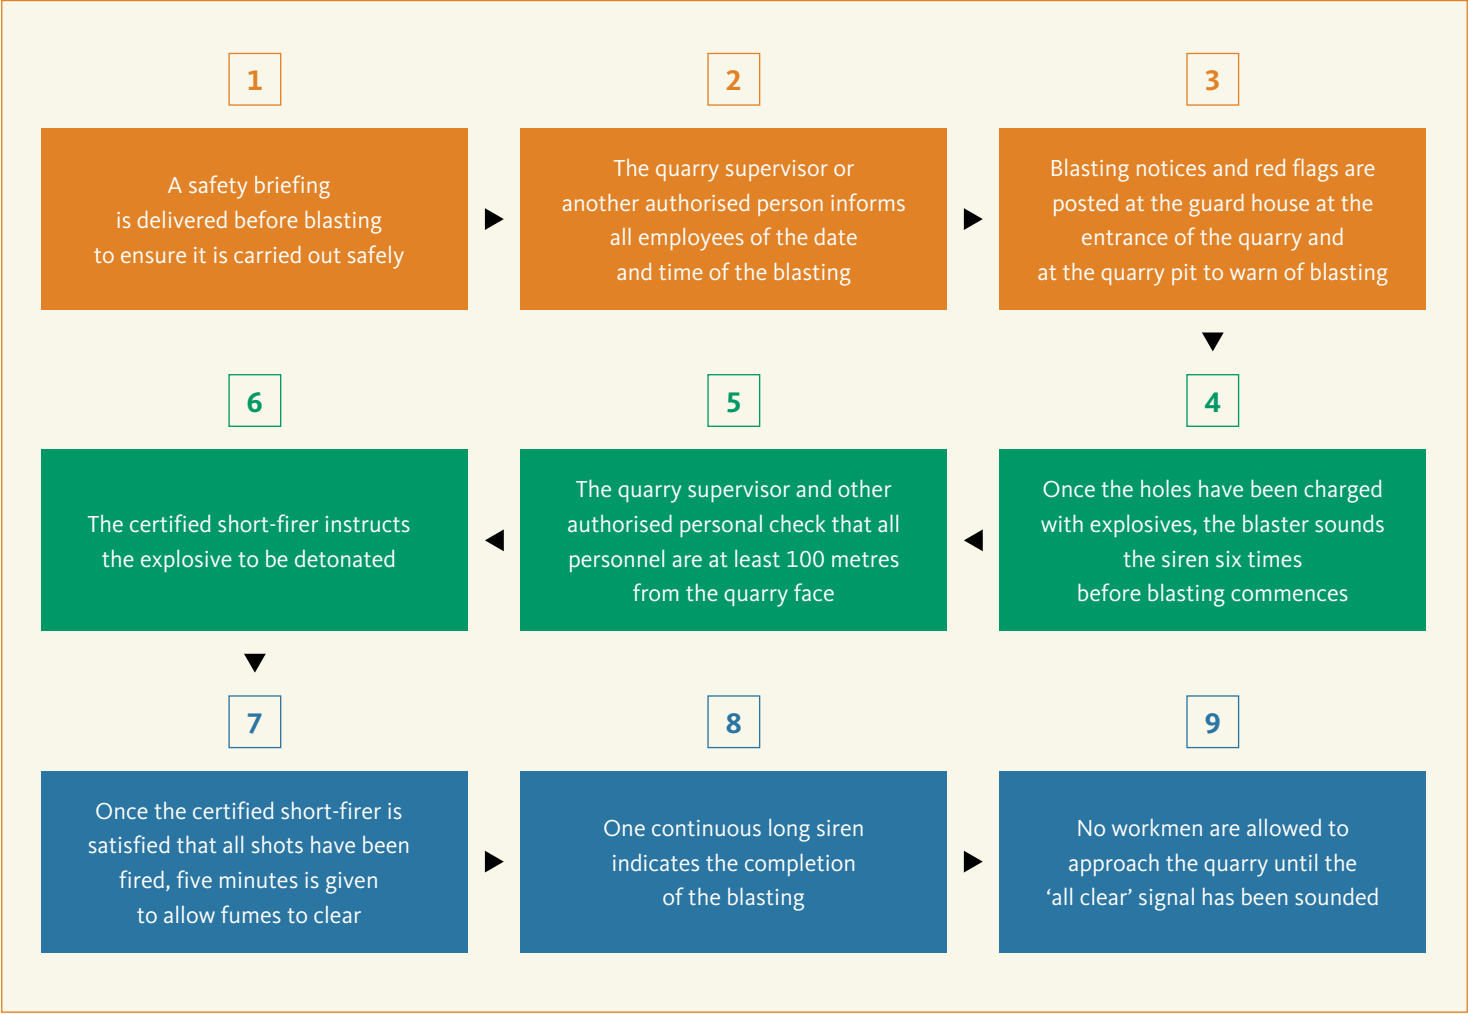 1
A safety briefing
is delivered before blasting
to ensure it is carried out safely
2
The quarry supervisor or
another authorised person informs
all employees of the date
and time of the blasting
3
Blasting notices and red flags are
posted at the guard house at the
entrance of the quarry and
at the quarry pit to warn of blasting
4
Once the holes have been charged
with explosives, the blaster sounds
the siren six times
before blasting commences
5
The quarry supervisor and other
authorised personal check that all
personnel are at least 100 metres
from the quarry face
6
The certified short-firer instructs
the explosive to be detonated
7
Once the certified short-firer is
satisfied that all shots have been
fired, five minutes is given
to allow fumes to clear
8
One continuous long siren
indicates the completion
of the blasting
9
No workmen are allowed to
approach the quarry until the
‘all clear’ signal has been sounded